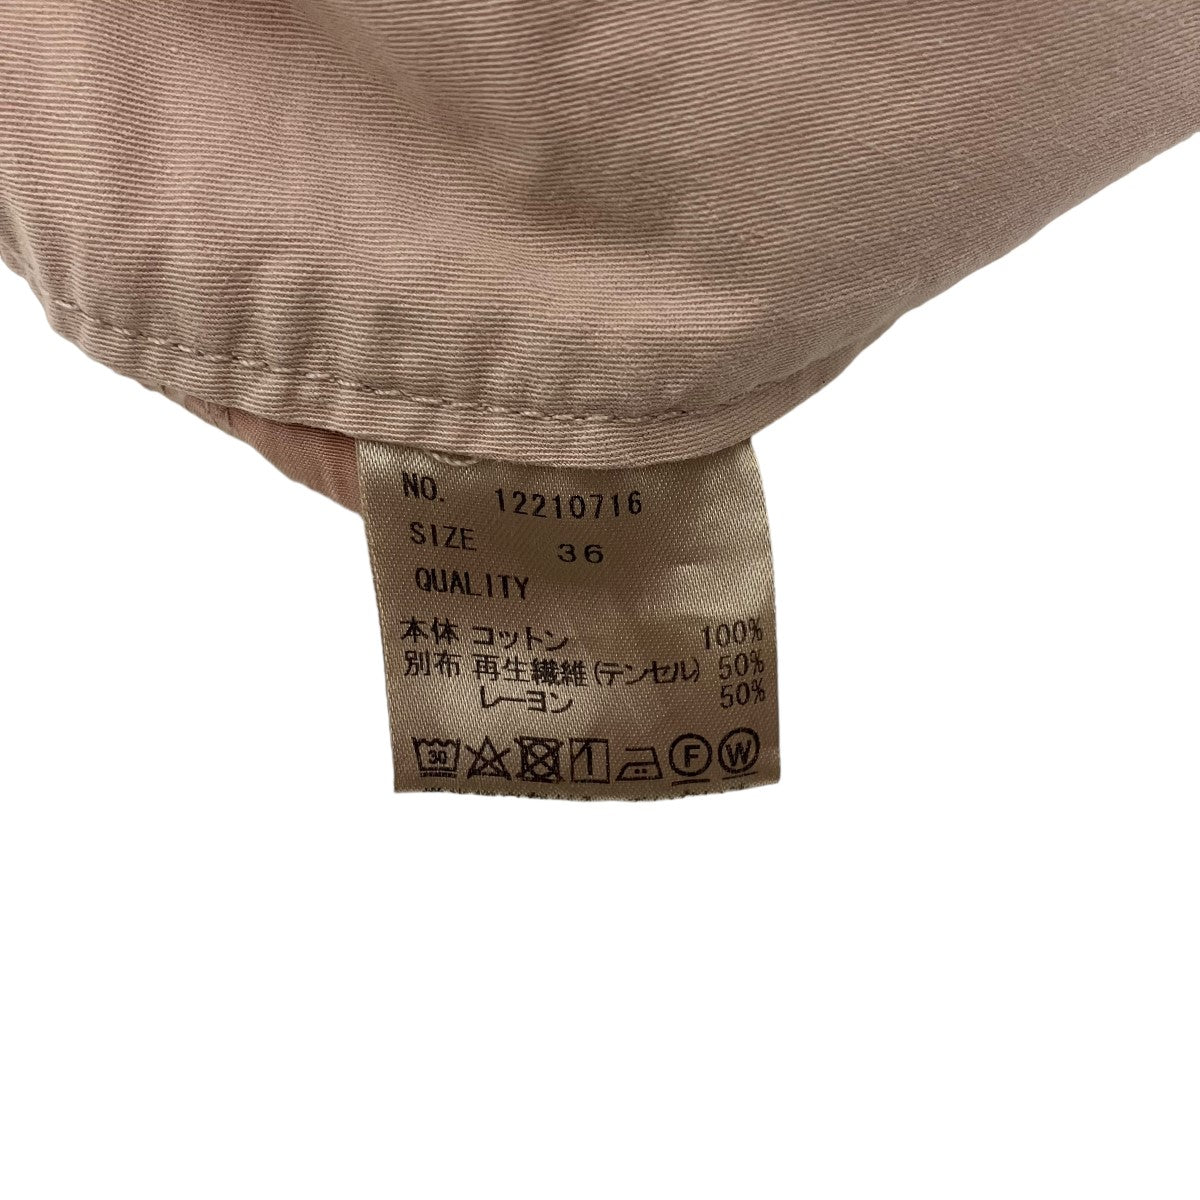 NO. 12210716
SIZE 36
QUALITY
本体 コットン 100%
別布 再生繊維(テンセル) 50%
レーヨン 50%
30 F W